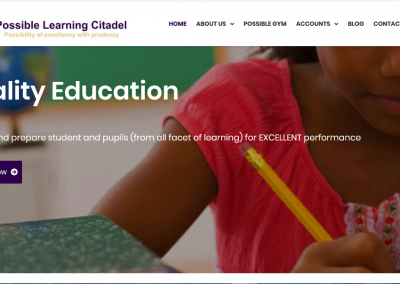 Possible Learning Citadel
Possibility of excellency with prudency
HOME ABOUT US POSSIBLE GYM ACCOUNTS BLOG CONTAC
ality Education
nd prepare student and pupils (from all facet of learning) for EXCELLENT performance
ow